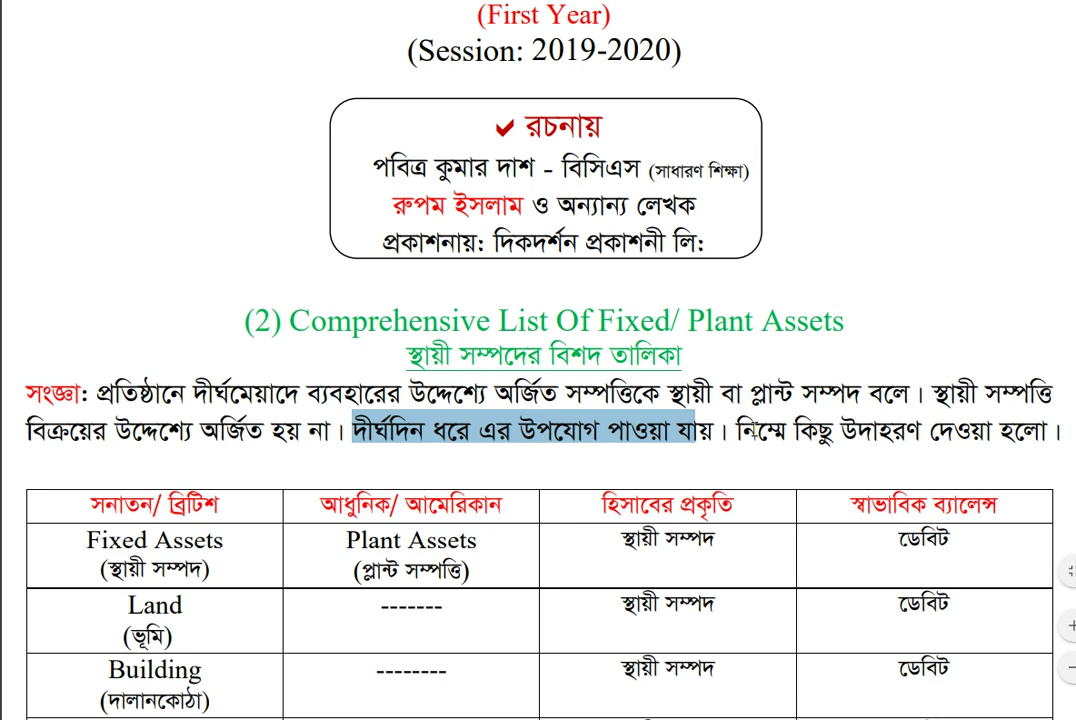 (First Year)
(Session: 2019-2020)
রচনায়
পবিত্র কুমার দাশ - বিসিএস (সাধারণ শিক্ষা)
রুপম ইসলাম ও অন্যান্য লেখক
প্রকাশনায়: দিকদর্শন প্রকাশনী লি:
(2) Comprehensive List Of Fixed/ Plant Assets
স্থায়ী সম্পদের বিশদ তালিকা
সংজ্ঞা: প্রতিষ্ঠানে দীর্ঘমেয়াদে ব্যবহারের উদ্দেশ্যে অর্জিত সম্পত্তিকে স্থায়ী বা প্লান্ট সম্পদ বলে। স্থায়ী সম্পত্তি
বিক্রয়ের উদ্দেশ্যে অর্জিত হয় না। দীর্ঘদিন ধরে এর উপযোগ পাওয়া যায়। নিম্মে কিছু উদাহরণ দেওয়া হলো।
সনাতন/ ব্রিটিশ আধুনিক/ আমেরিকান হিসাবের প্রকৃতি স্বাভাবিক ব্যালেন্স
Fixed Assets Plant Assets স্থায়ী সম্পদ ডেবিট
(স্থায়ী সম্পদ) (প্লান্ট সম্পত্তি)
Land ------- স্থায়ী সম্পদ ডেবিট
(ভূমি)
Building -------- স্থায়ী সম্পদ ডেবিট
(দালানকোঠা)